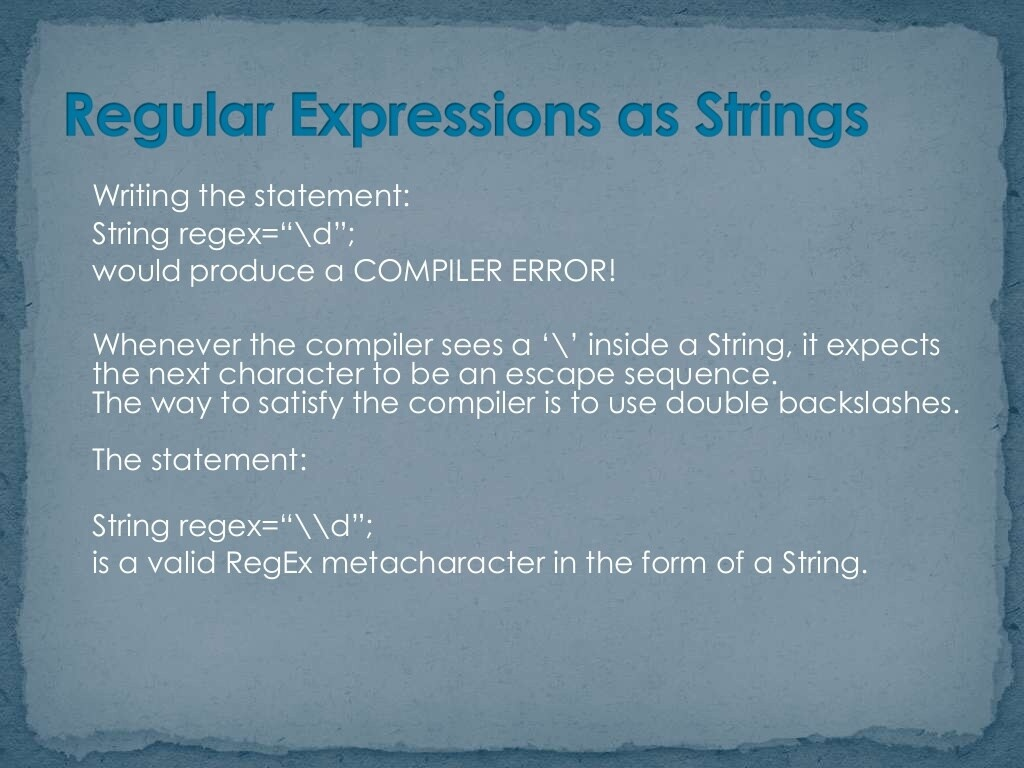 Regular Expressions as Strings
Writing the statement:
String regex=“\d”;
would produce a COMPILER ERROR!
Whenever the compiler sees a ‘\’ inside a String, it expects
the next character to be an escape sequence.
The way to satisfy the compiler is to use double backslashes.
The statement:
String regex=“\\d”;
is a valid RegEx metacharacter in the form of a String.